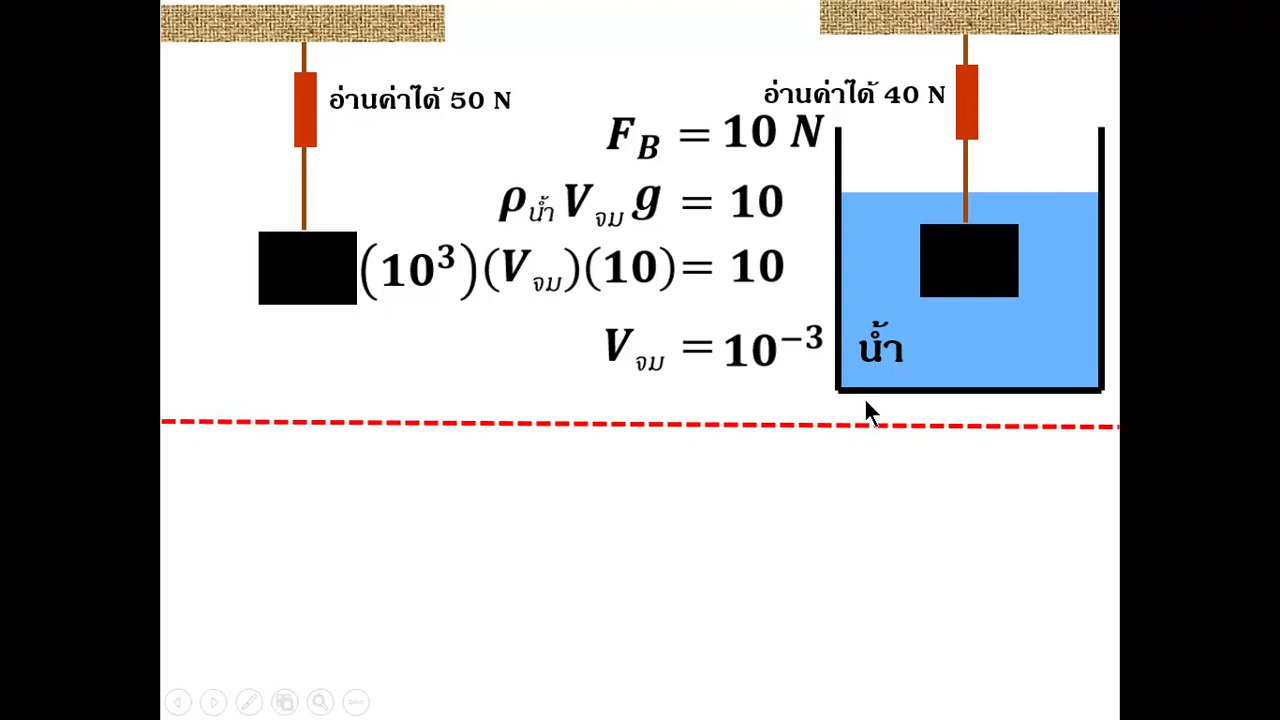 อ่านค่าได้ 50 N
อ่านค่าได้ 40 N
F_B = 10 N
ρ_น้ำ V_จม g = 10
(10³)(V_จม)(10) = 10
V_จม = 10⁻³
น้ำ